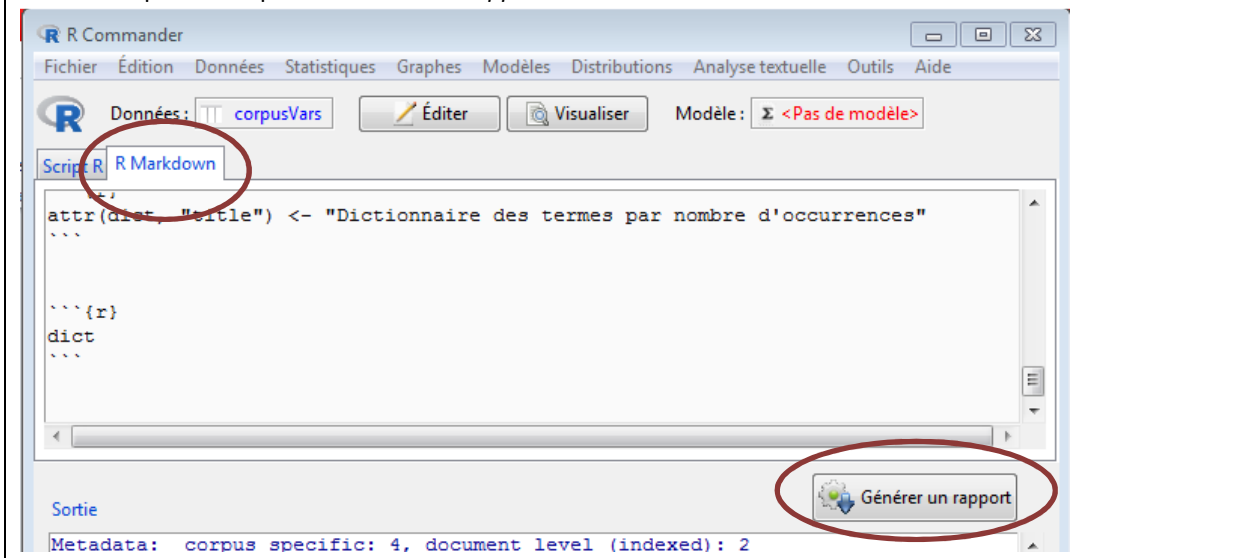 R Commander
Fichier Édition Données Statistiques Graphes Modèles Distributions Analyse textuelle Outils Aide
Données : corpusVars Éditer Visualiser Modèle : Σ <Pas de modèle>
Script R R Markdown
attr(dict, "title") <- "Dictionnaire des termes par nombre d'occurrences"
```
```{r}
dict
```
Générer un rapport
Sortie
Metadata: corpus specific: 4, document level (indexed): 2